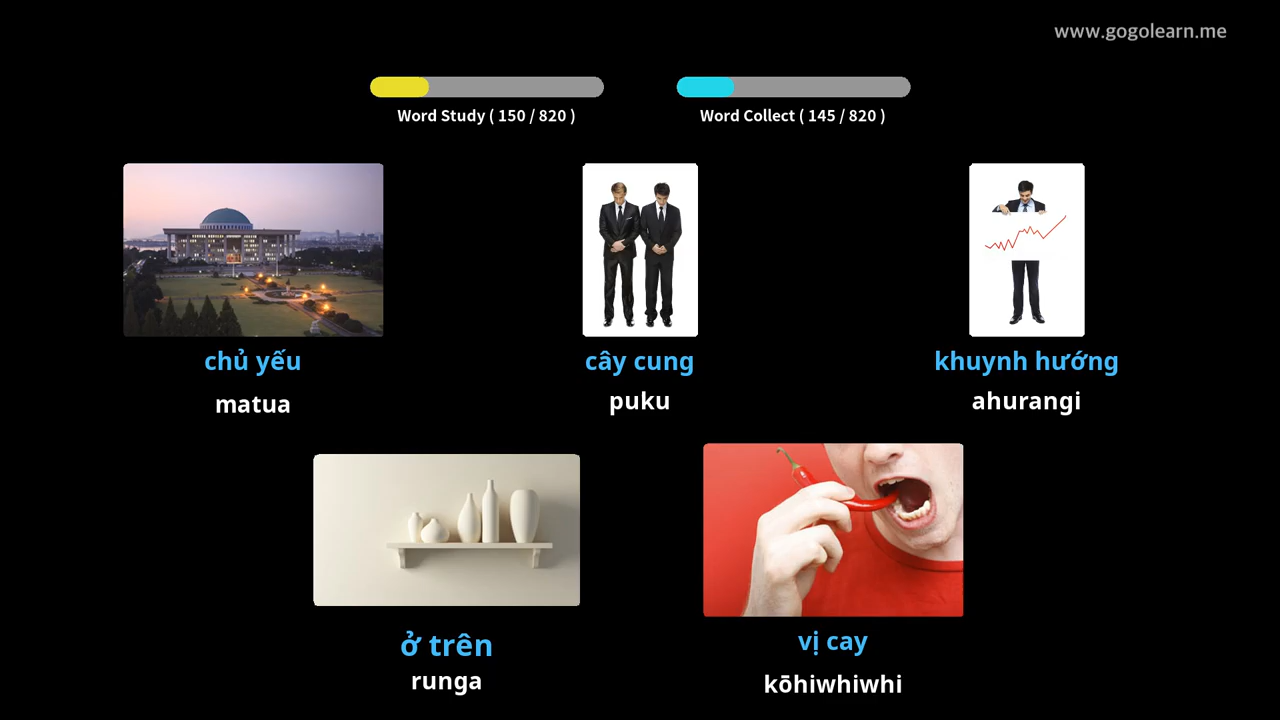 www.gogolearn.me
Word Study ( 150 / 820 )
Word Collect ( 145 / 820 )
chủ yếu
matua
cây cung
puku
khuynh hướng
ahurangi
ở trên
runga
vị cay
kōhiwhiwhi